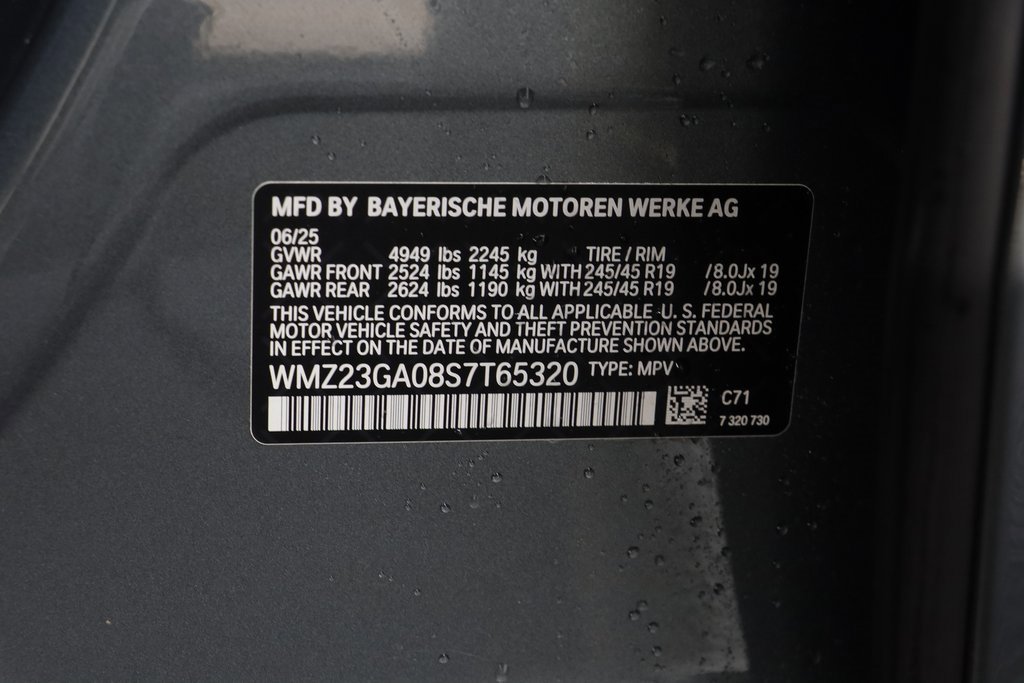 MFD BY BAYERISCHE MOTOREN WERKE AG
06/25
GVWR 4949 lbs 2245 kg TIRE / RIM
GAWR FRONT 2524 lbs 1145 kg WITH 245/45 R19 /8.0Jx 19
GAWR REAR 2624 lbs 1190 kg WITH 245/45 R19 /8.0Jx 19
THIS VEHICLE CONFORMS TO ALL APPLICABLE U. S. FEDERAL
MOTOR VEHICLE SAFETY AND THEFT PREVENTION STANDARDS
IN EFFECT ON THE DATE OF MANUFACTURE SHOWN ABOVE.
WMZ23GA08S7T65320 TYPE: MPV
C71
7 320 730